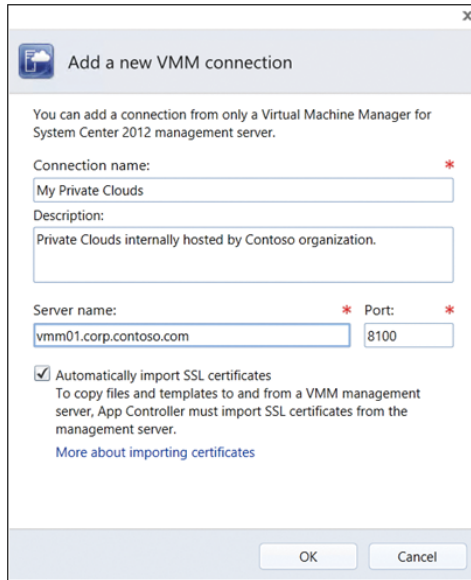 x
Add a new VMM connection
You can add a connection from only a Virtual Machine Manager for
System Center 2012 management server.
Connection name: *
My Private Clouds
Description:
Private Clouds internally hosted by Contoso organization.
Server name: * Port: *
vmm01.corp.contoso.com 8100
Automatically import SSL certificates
To copy files and templates to and from a VMM management
server, App Controller must import SSL certificates from the
management server.
More about importing certificates
OK Cancel